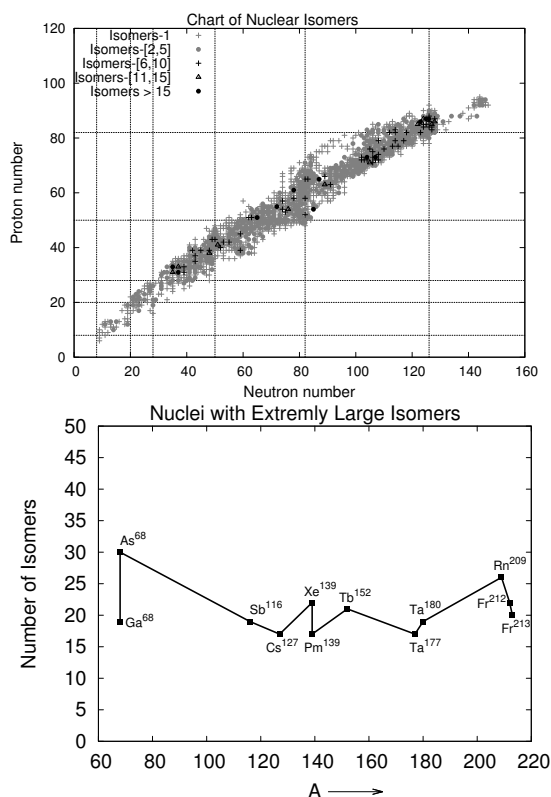 Chart of Nuclear Isomers
120
100
80
60
40
20
0
Proton number
Isomers-1
Isomers-[2,5]
Isomers-[6,10]
Isomers-[11,15]
Isomers > 15
0 20 40 60 80 100 120 140 160
Neutron number
Nuclei with Extremly Large Isomers
50
45
40
35
30
25
20
15
10
5
0
Number of Isomers
As68
Ga68
Sb116
Cs127
Xe139
Pm139
Tb152
Ta180
Ta177
Rn209
Fr212
Fr213
60 80 100 120 140 160 180 200 220
A